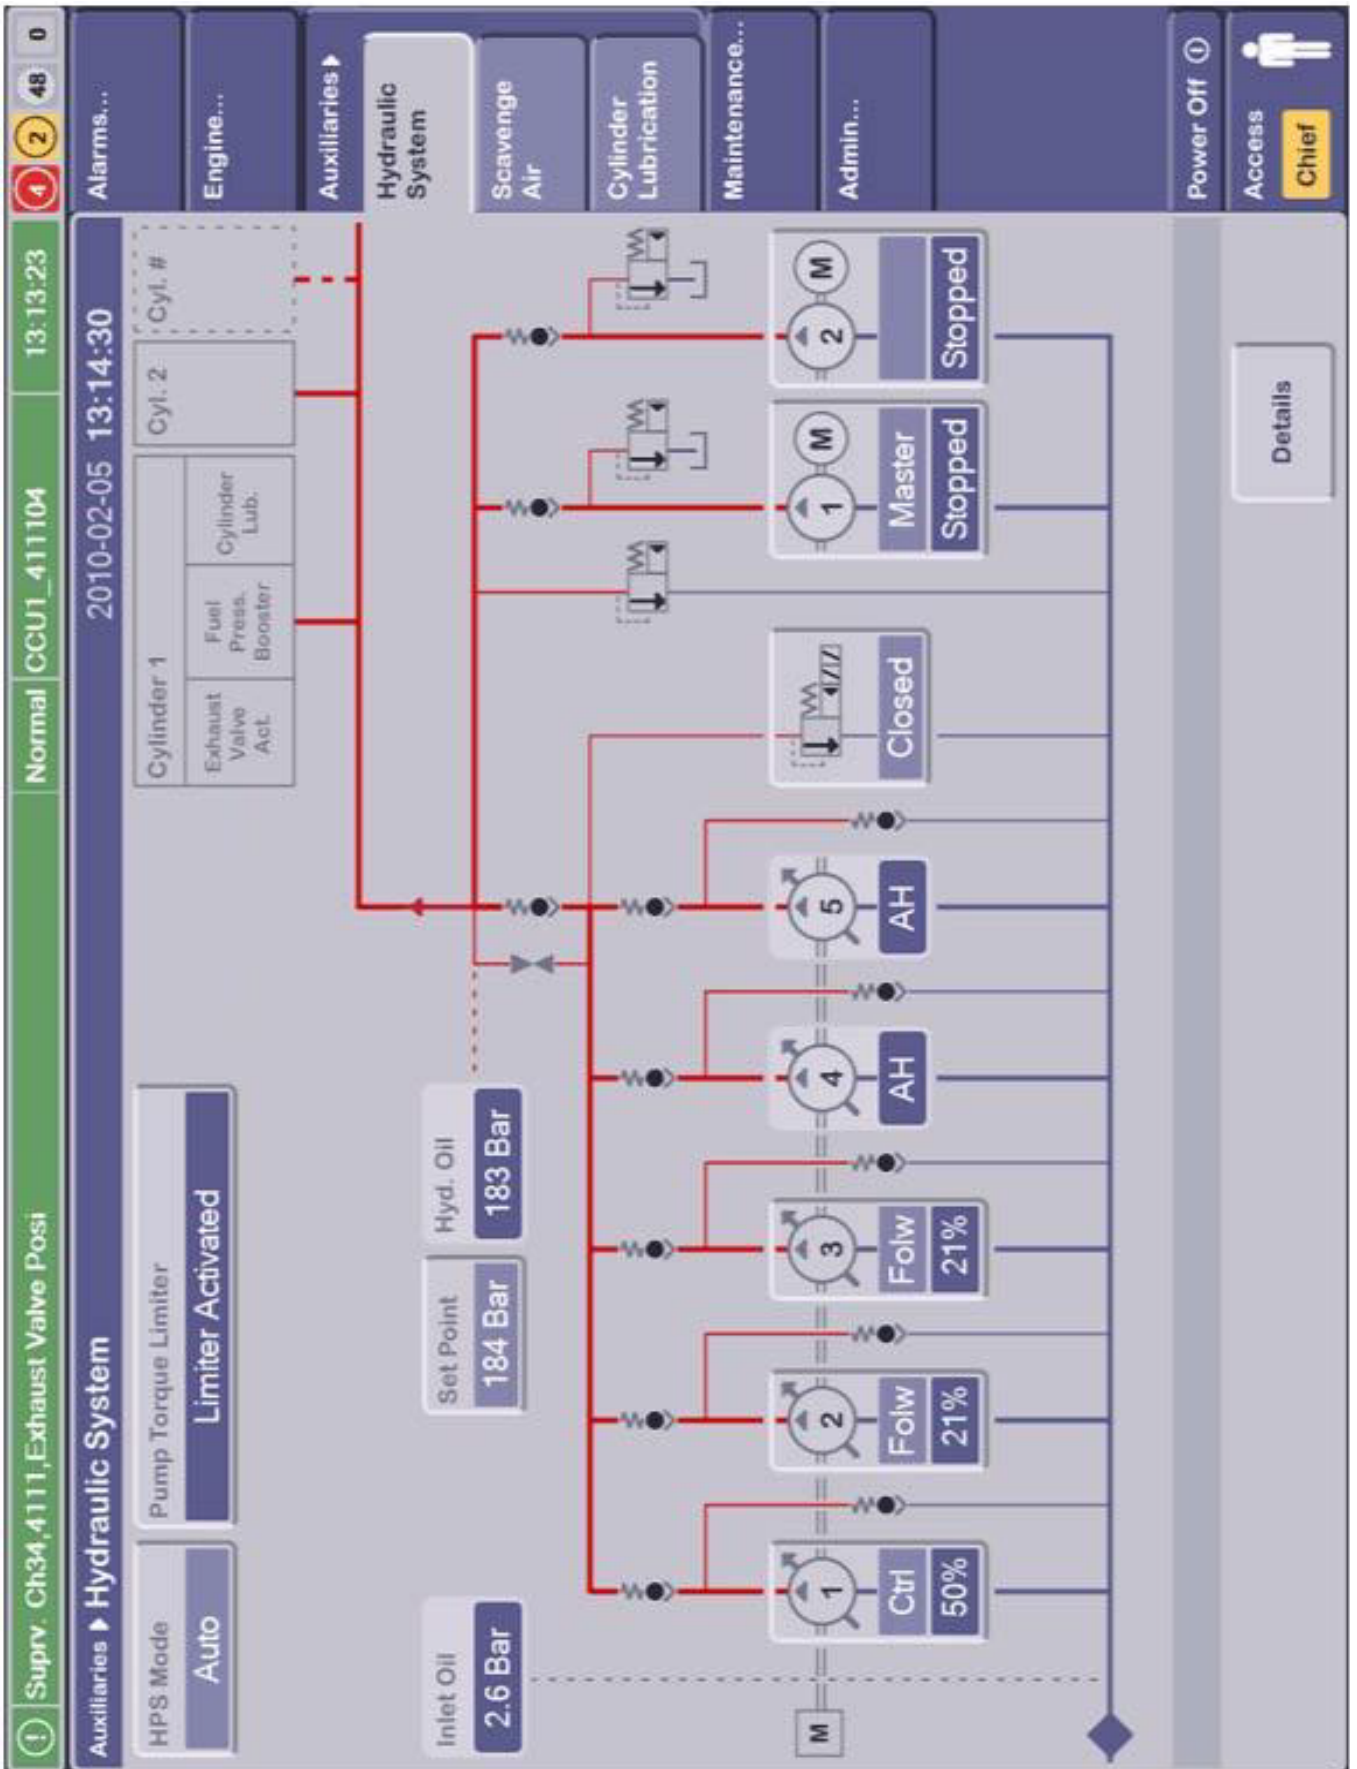 ! Suprv. Ch34,4111,Exhaust Valve Posi Normal CCU1_411104 13:13:23 4 2 48 0
Auxiliaries ▸ Hydraulic System 2010-02-05 13:14:30
Alarms...
Engine...
Auxiliaries ▸
Hydraulic
System
Scavenge
Air
Cylinder
Lubrication
Maintenance...
Admin...
Power Off
Access
Chief
HPS Mode
Auto
Pump Torque Limiter
Limiter Activated
Cylinder 1
Exhaust
Valve
Act.
Fuel
Press.
Booster
Cylinder
Lub.
Cyl. 2
Cyl. #
Inlet Oil
2.6 Bar
Set Point
184 Bar
Hyd. Oil
183 Bar
M
1
Ctrl
50%
2
Folw
21%
3
Folw
21%
4
AH
5
AH
Closed
1 M
Master
Stopped
2 M
Stopped
Details